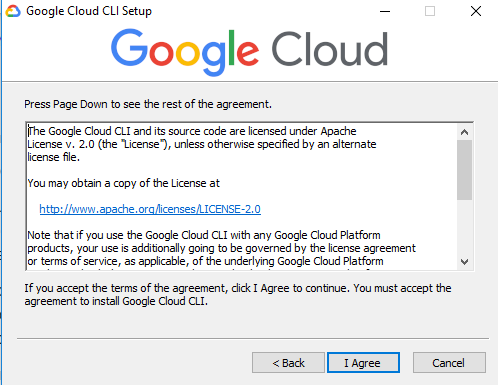 Google Cloud CLI Setup
Google Cloud
Press Page Down to see the rest of the agreement.
The Google Cloud CLI and its source code are licensed under Apache
License v. 2.0 (the "License"), unless otherwise specified by an alternate
license file.
You may obtain a copy of the License at
http://www.apache.org/licenses/LICENSE-2.0
Note that if you use the Google Cloud CLI with any Google Cloud Platform
products, your use is additionally going to be governed by the license agreement
or terms of service, as applicable, of the underlying Google Cloud Platform
If you accept the terms of the agreement, click I Agree to continue. You must accept the
agreement to install Google Cloud CLI.
< Back
I Agree
Cancel